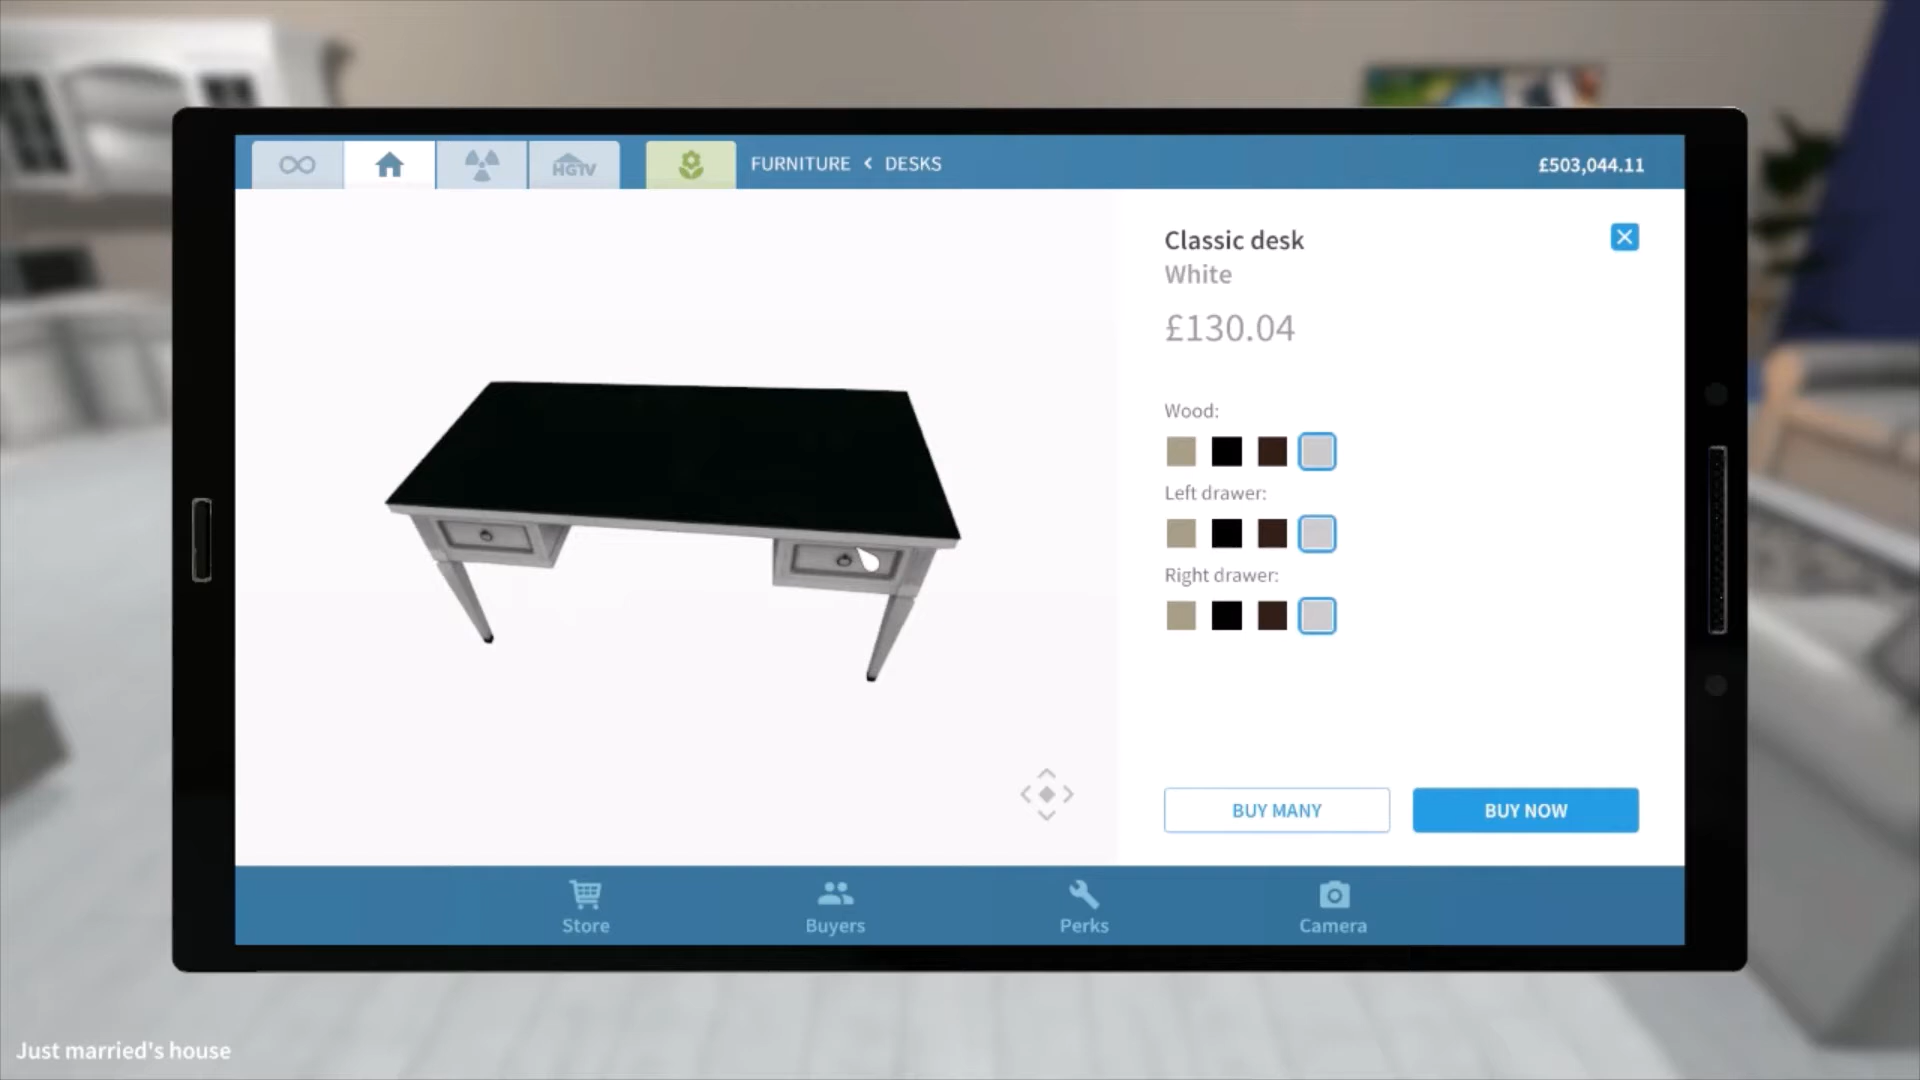 HGTV
FURNITURE < DESKS
£503,044.11
Classic desk
White
£130.04
Wood:
Left drawer:
Right drawer:
BUY MANY
BUY NOW
Store
Buyers
Perks
Camera
Just married's house